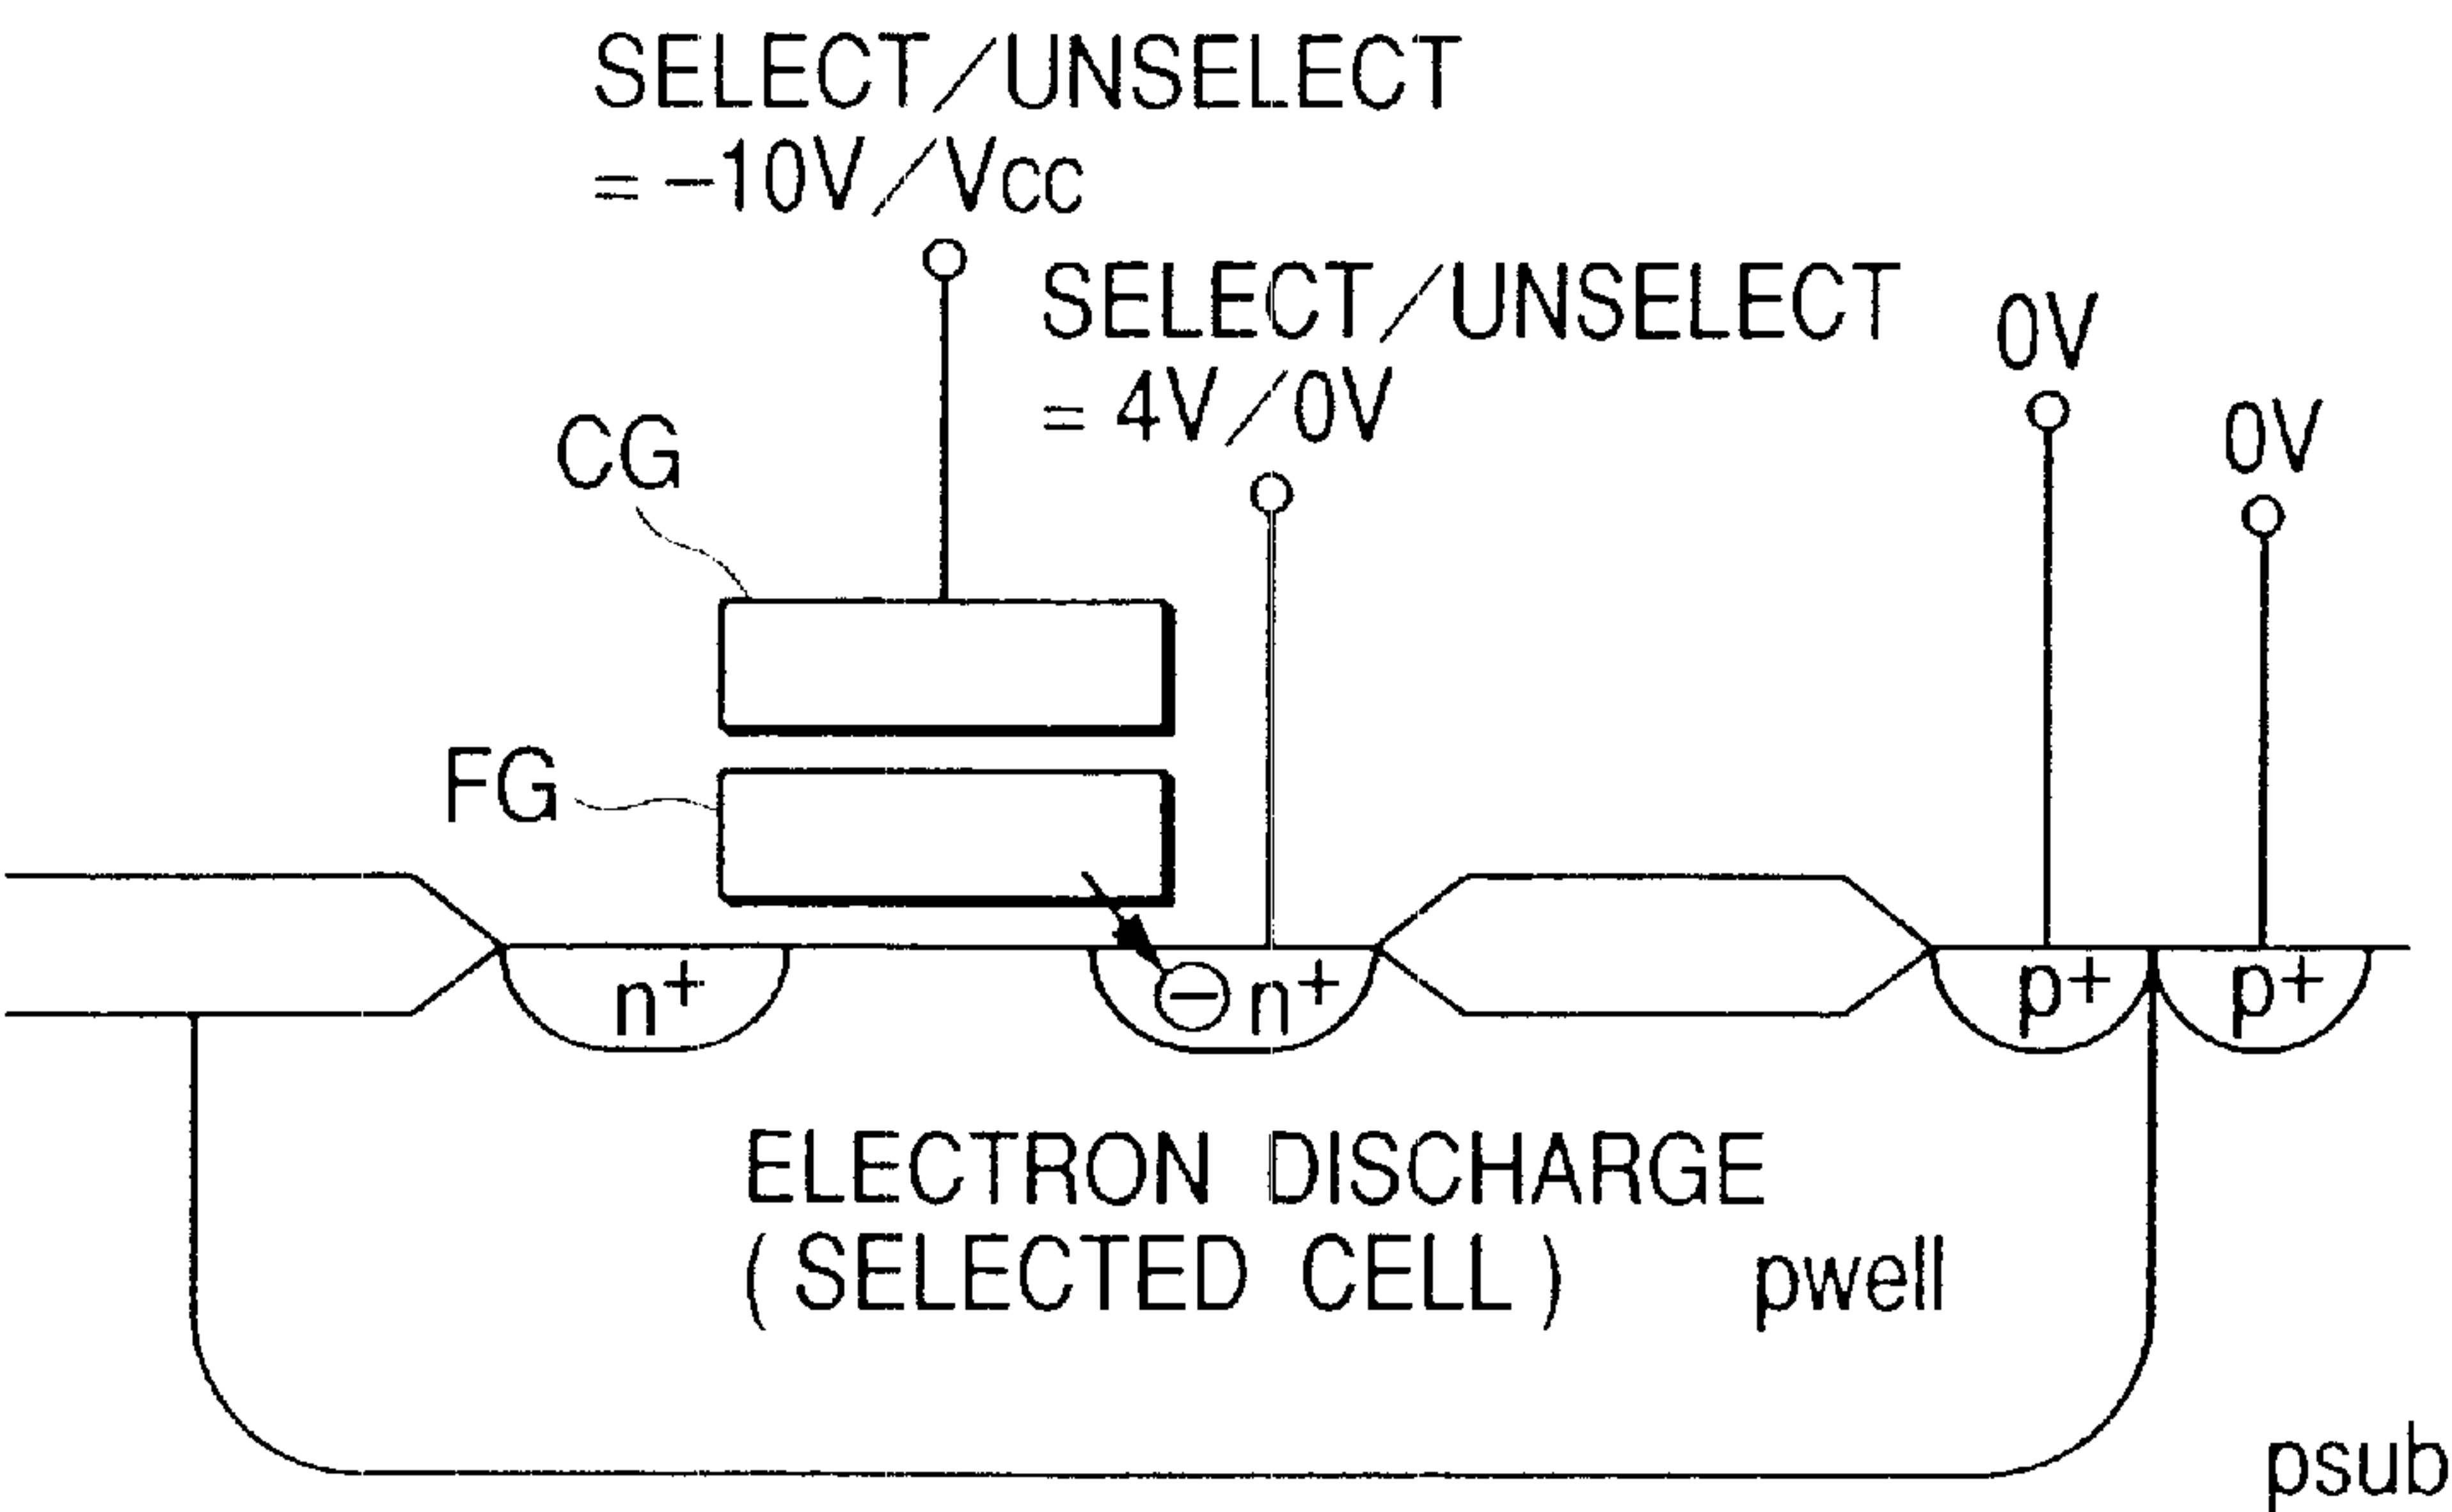 SELECT/UNSELECT
= -10V/Vcc
SELECT/UNSELECT
= 4V/0V
0V
0V
CG
FG
n+
⊖ n+
p+
p+
ELECTRON DISCHARGE
(SELECTED CELL)
pwell
psub